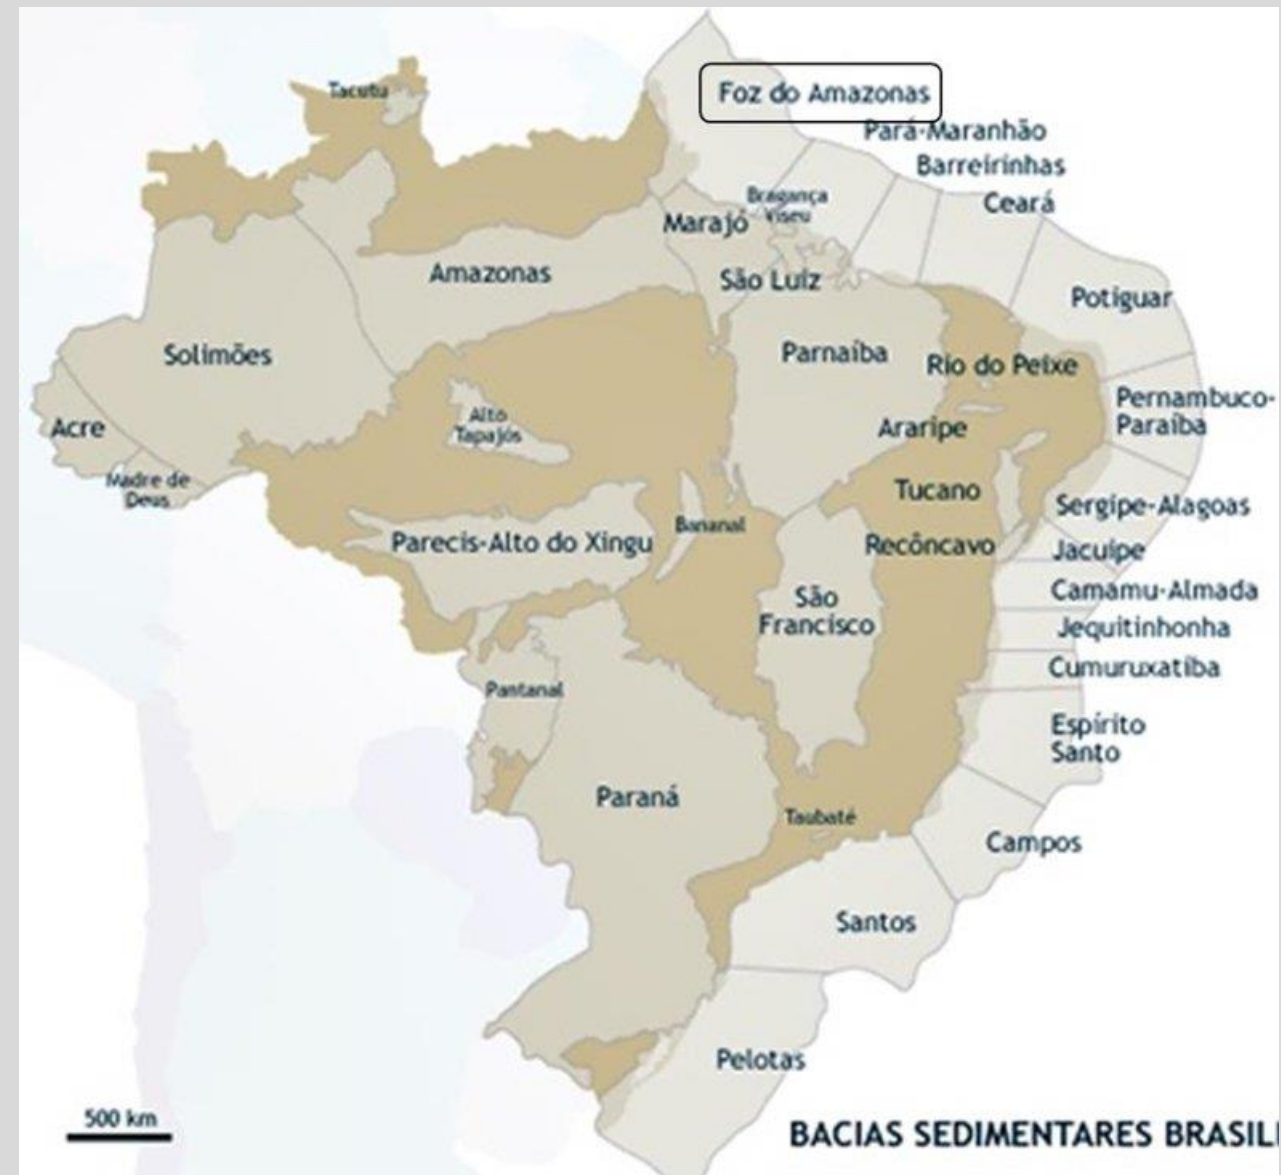 Tacutu
Foz do Amazonas
Pará-Maranhão
Barreirinhas
Ceará
Bragança
Viseu
Marajó
Amazonas
São Luiz
Potiguar
Solimões
Parnaíba
Rio do Peixe
Pernambuco-
Paraíba
Acre
Alto
Tapajós
Araripe
Madre de
Deus
Tucano
Sergipe-Alagoas
Bananal
Parecis-Alto do Xingu
Recôncavo
Jacuípe
Camamu-Almada
São
Francisco
Jequitinhonha
Cumuruxatiba
Pantanal
Espírito
Santo
Paraná
Taubaté
Campos
Santos
Pelotas
500 km
BACIAS SEDIMENTARES BRASIL